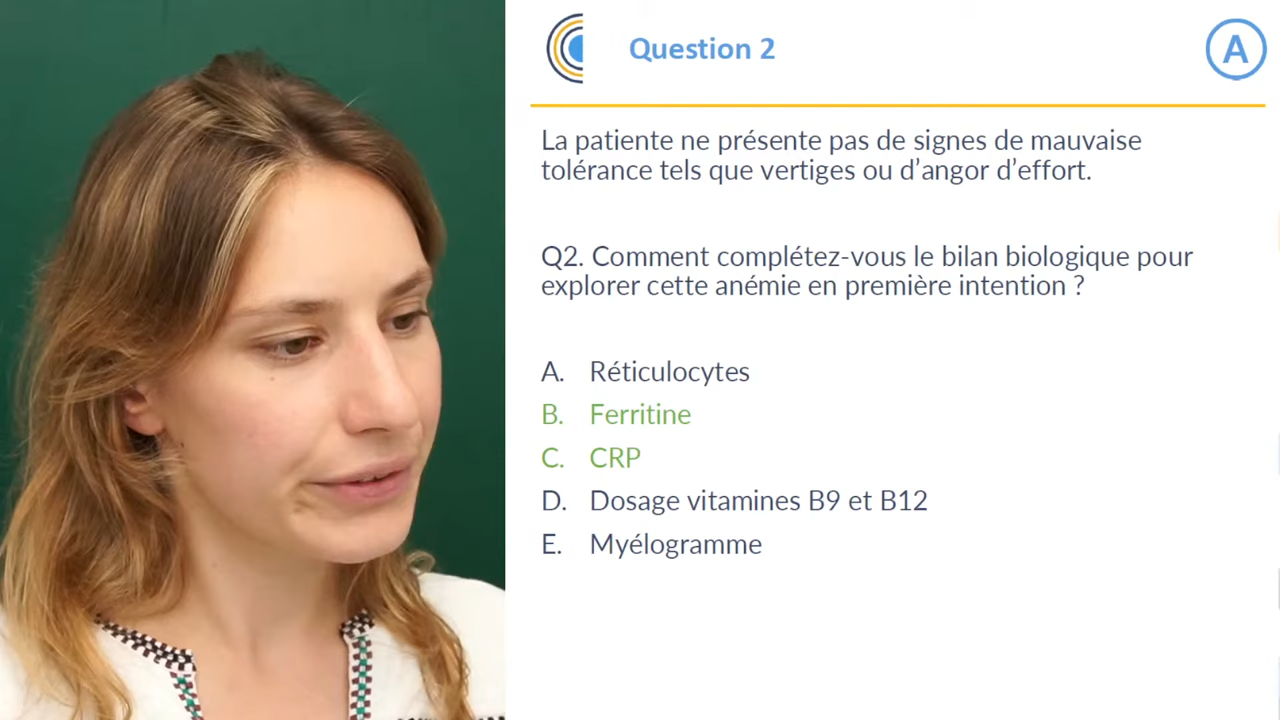 Question 2
A
La patiente ne présente pas de signes de mauvaise
tolérance tels que vertiges ou d’angor d’effort.
Q2. Comment complétez-vous le bilan biologique pour
explorer cette anémie en première intention ?
A. Réticulocytes
B. Ferritine
C. CRP
D. Dosage vitamines B9 et B12
E. Myélogramme